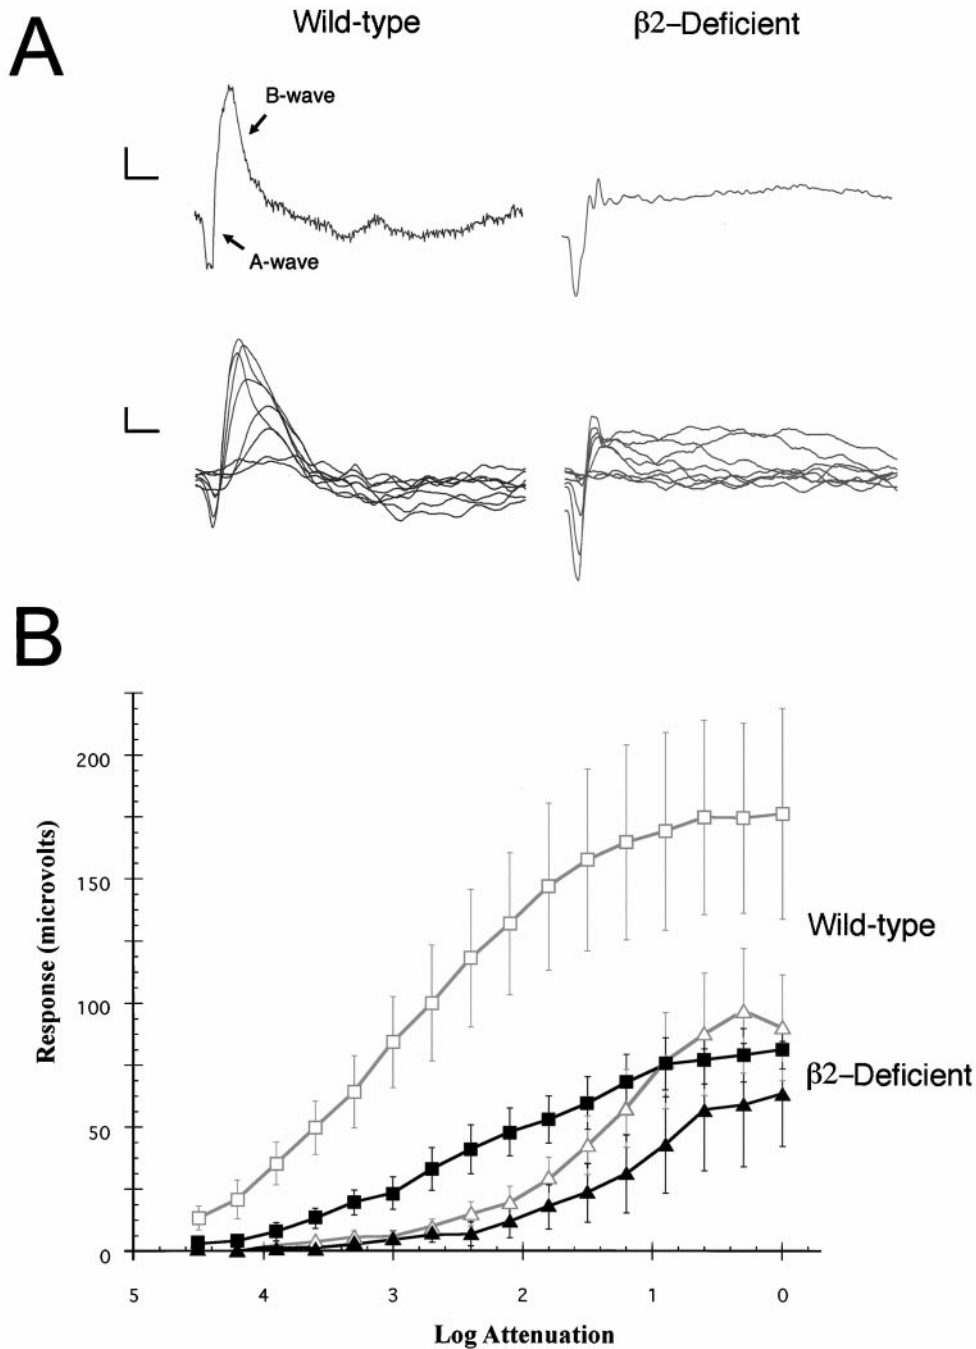 A
Wild-type
β2–Deficient
B-wave
A-wave
B
200
150
100
50
0
Response (microvolts)
Wild-type
β2–Deficient
5 4 3 2 1 0
Log Attenuation